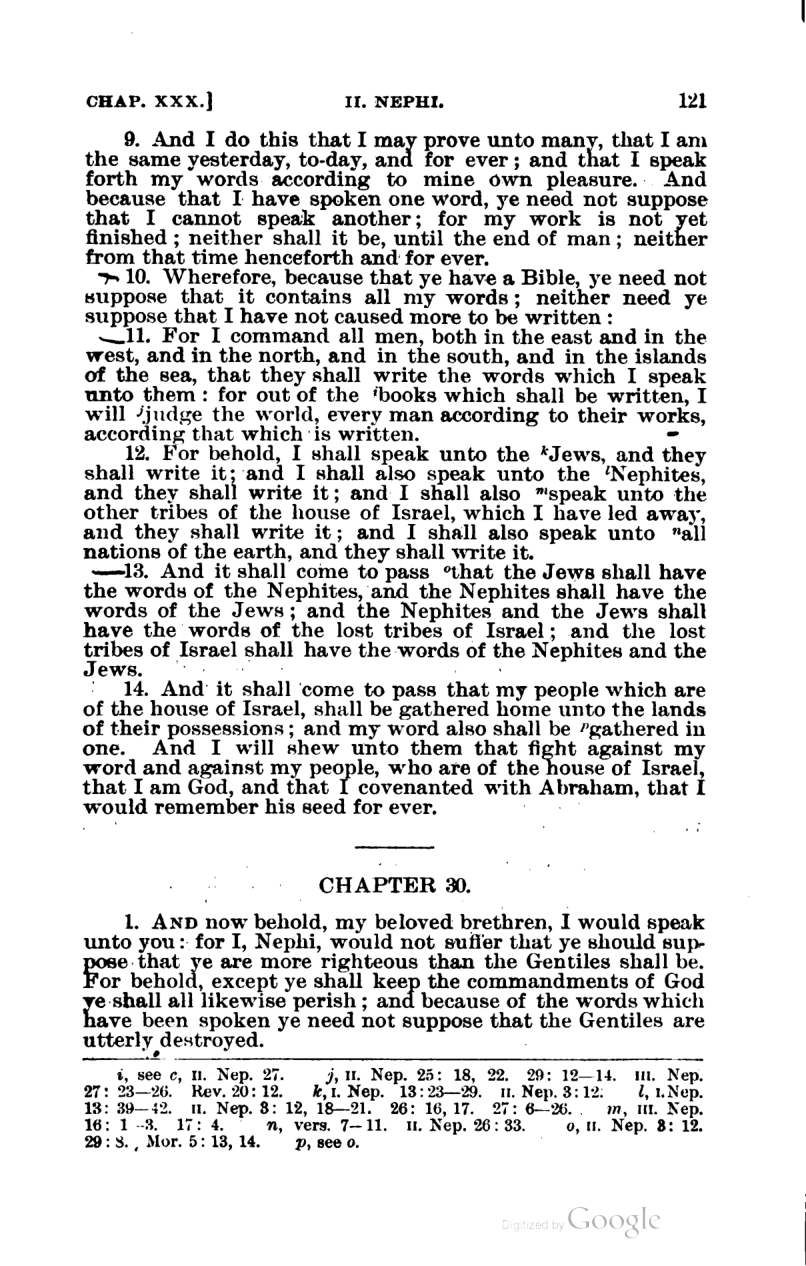 CHAP. XXX.] II. NEPHI. 121
9. And I do this that I may prove unto many, that I am
the same yesterday, to-day, and for ever; and that I speak
forth my words according to mine own pleasure. And
because that I have spoken one word, ye need not suppose
that I cannot speak another; for my work is not yet
finished; neither shall it be, until the end of man; neither
from that time henceforth and for ever.
10. Wherefore, because that ye have a Bible, ye need not
suppose that it contains all my words; neither need ye
suppose that I have not caused more to be written:
11. For I command all men, both in the east and in the
west, and in the north, and in the south, and in the islands
of the sea, that they shall write the words which I speak
unto them: for out of the ibooks which shall be written, I
will jjudge the world, every man according to their works,
according that which is written.
12. For behold, I shall speak unto the kJews, and they
shall write it; and I shall also speak unto the lNephites,
and they shall write it; and I shall also mspeak unto the
other tribes of the house of Israel, which I have led away,
and they shall write it; and I shall also speak unto nall
nations of the earth, and they shall write it.
13. And it shall come to pass othat the Jews shall have
the words of the Nephites, and the Nephites shall have the
words of the Jews; and the Nephites and the Jews shall
have the words of the lost tribes of Israel; and the lost
tribes of Israel shall have the words of the Nephites and the
Jews.
14. And it shall come to pass that my people which are
of the house of Israel, shall be gathered home unto the lands
of their possessions; and my word also shall be pgathered in
one. And I will shew unto them that fight against my
word and against my people, who are of the house of Israel,
that I am God, and that I covenanted with Abraham, that I
would remember his seed for ever.
CHAPTER 30.
1. AND now behold, my beloved brethren, I would speak
unto you: for I, Nephi, would not suffer that ye should sup-
pose that ye are more righteous than the Gentiles shall be.
For behold, except ye shall keep the commandments of God
ye shall all likewise perish; and because of the words which
have been spoken ye need not suppose that the Gentiles are
utterly destroyed.
i, see c, II. Nep. 27. j, II. Nep. 25: 18, 22. 29: 12—14. III. Nep.
27: 23—26. Rev. 20: 12. k, I. Nep. 13: 23—29. II. Nep. 3: 12. l, I. Nep.
13: 39—42. II. Nep. 3: 12, 18—21. 26: 16, 17. 27: 6—26. m, III. Nep.
16: 1—3. 17: 4. n, vers. 7—11. II. Nep. 26: 33. o, II. Nep. 3: 12.
29: 8. Mor. 5: 13, 14. p, see o.
Digitized by Google